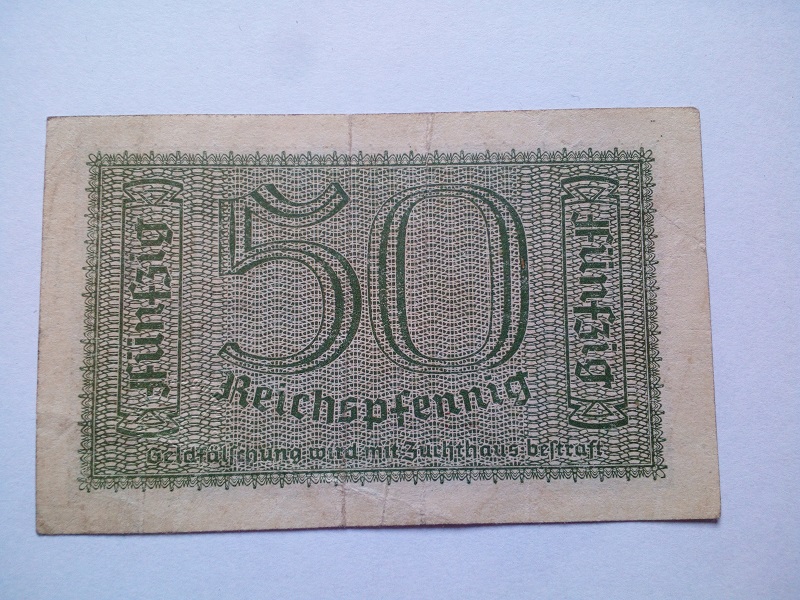 Fünfzig
50
Fünfzig
Reichspfennig
Geldfälschung wird mit Zuchthaus bestraft